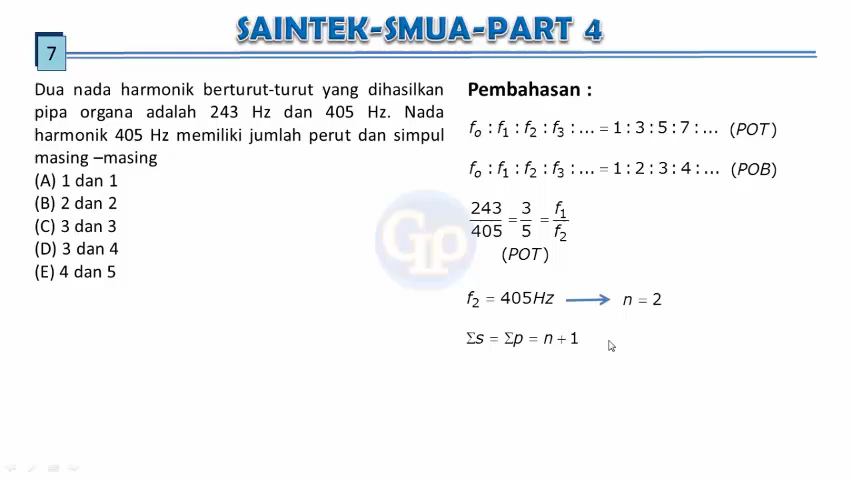 SAINTEK-SMUA-PART 4
7
Dua nada harmonik berturut-turut yang dihasilkan
pipa organa adalah 243 Hz dan 405 Hz. Nada
harmonik 405 Hz memiliki jumlah perut dan simpul
masing –masing
(A) 1 dan 1
(B) 2 dan 2
(C) 3 dan 3
(D) 3 dan 4
(E) 4 dan 5
Pembahasan :
fₒ : f₁ : f₂ : f₃ : ... = 1 : 3 : 5 : 7 : ... (POT)
fₒ : f₁ : f₂ : f₃ : ... = 1 : 2 : 3 : 4 : ... (POB)
243/405 = 3/5 = f₁/f₂
(POT)
f₂ = 405Hz → n = 2
Σs = Σp = n + 1
GIP